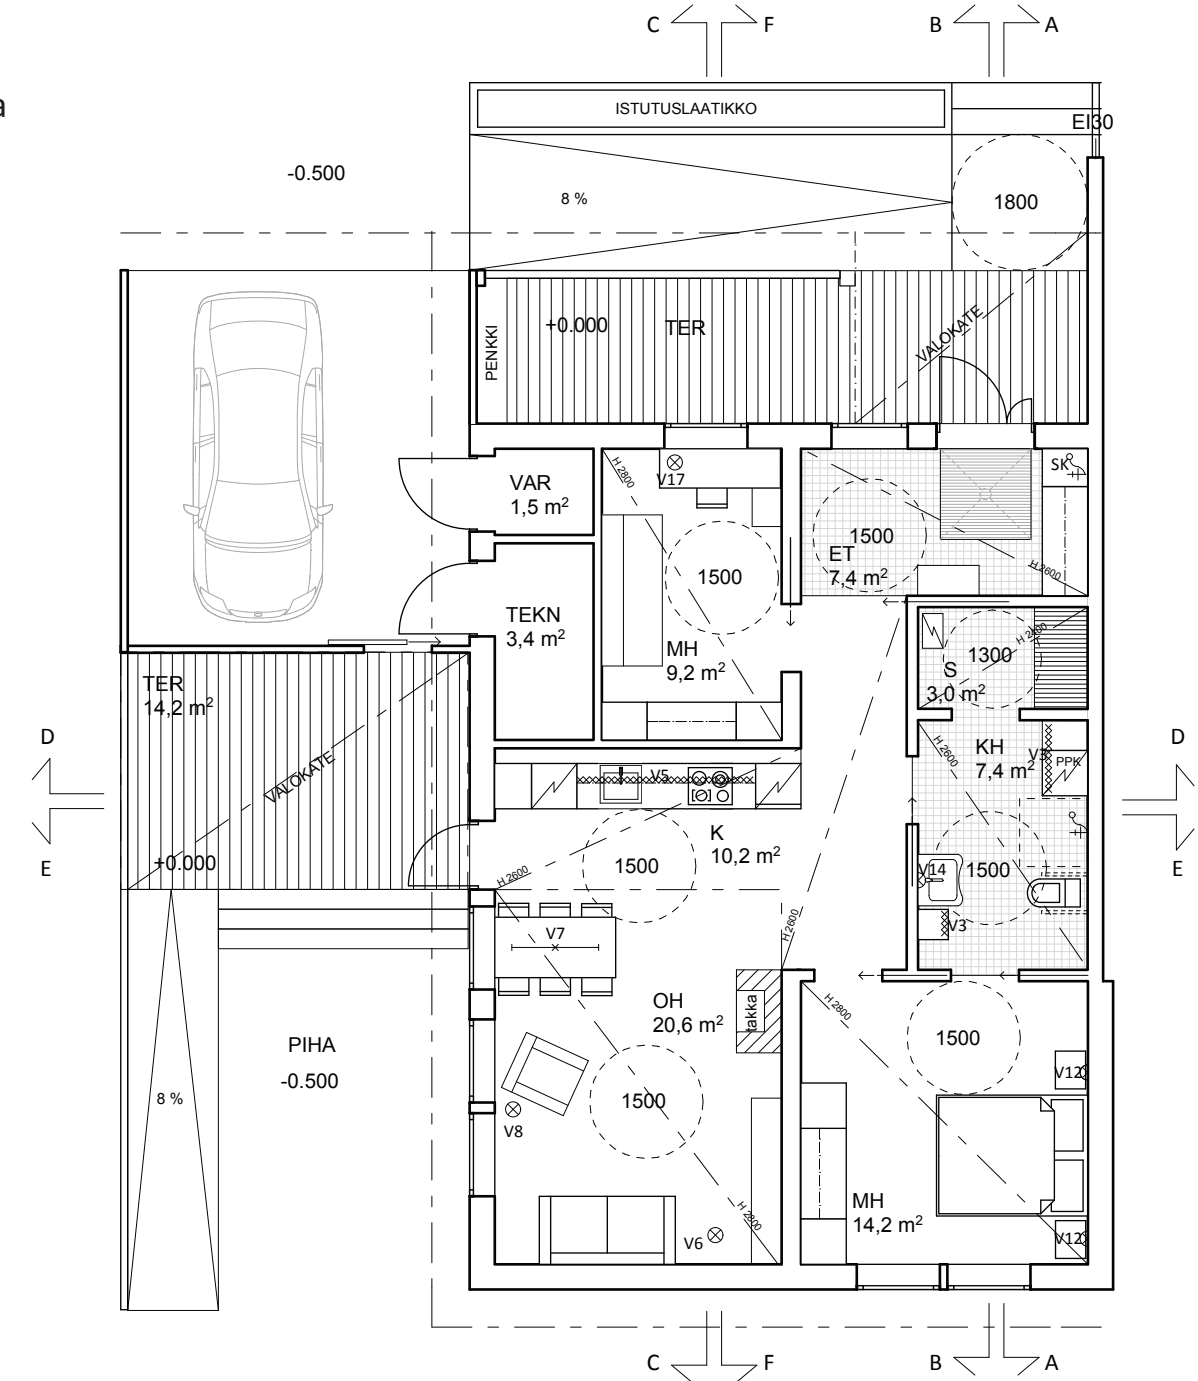 C F B A
a
ISTUTUSLAATIKKO
EI30
-0.500
8 %
1800
PENKKI
+0.000 TER
VALOKATE
VAR
1,5 m²
H 2800
V17
SK
1500
ET
7,4 m²
H 2600
1500
TEKN
3,4 m²
MH
9,2 m²
H 2400
1300
S
3,0 m²
TER
14,2 m²
VALOKATE
+0.000
D
E
H 2600
KH
7,4 m²
V3
PPK
D
E
V5
K
10,2 m²
1500
H 2600
V14
1500
V3
V7
H 2600
OH
20,6 m²
takka
H 2800
1500
V12
PIHA
-0.500
8 %
1500
V8
V6
H 2800
MH
14,2 m²
V12
C F B A